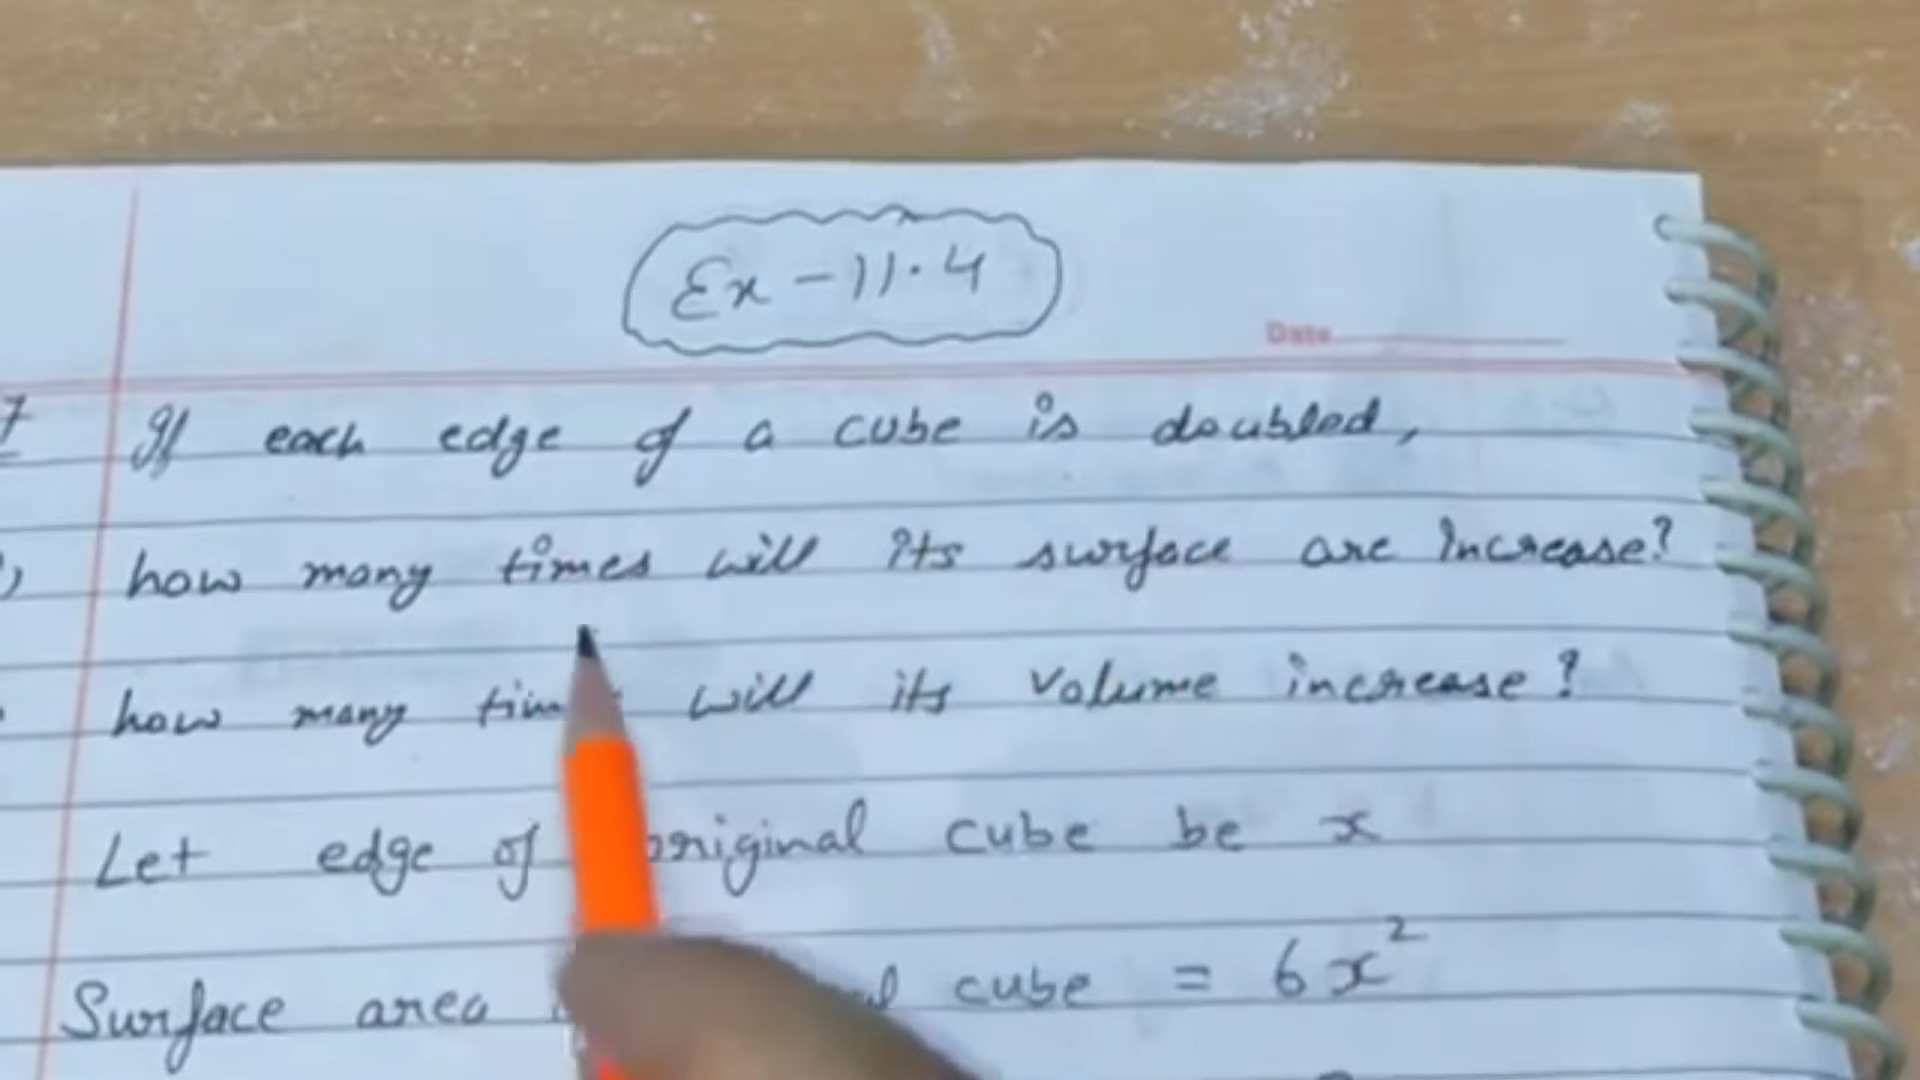 Ex - 11.4
Date
7 If each edge of a cube is doubled,
how many times will its surface are increase?
how many will its volume increase?
Let edge of original cube be x
Surface area cube = 6x²